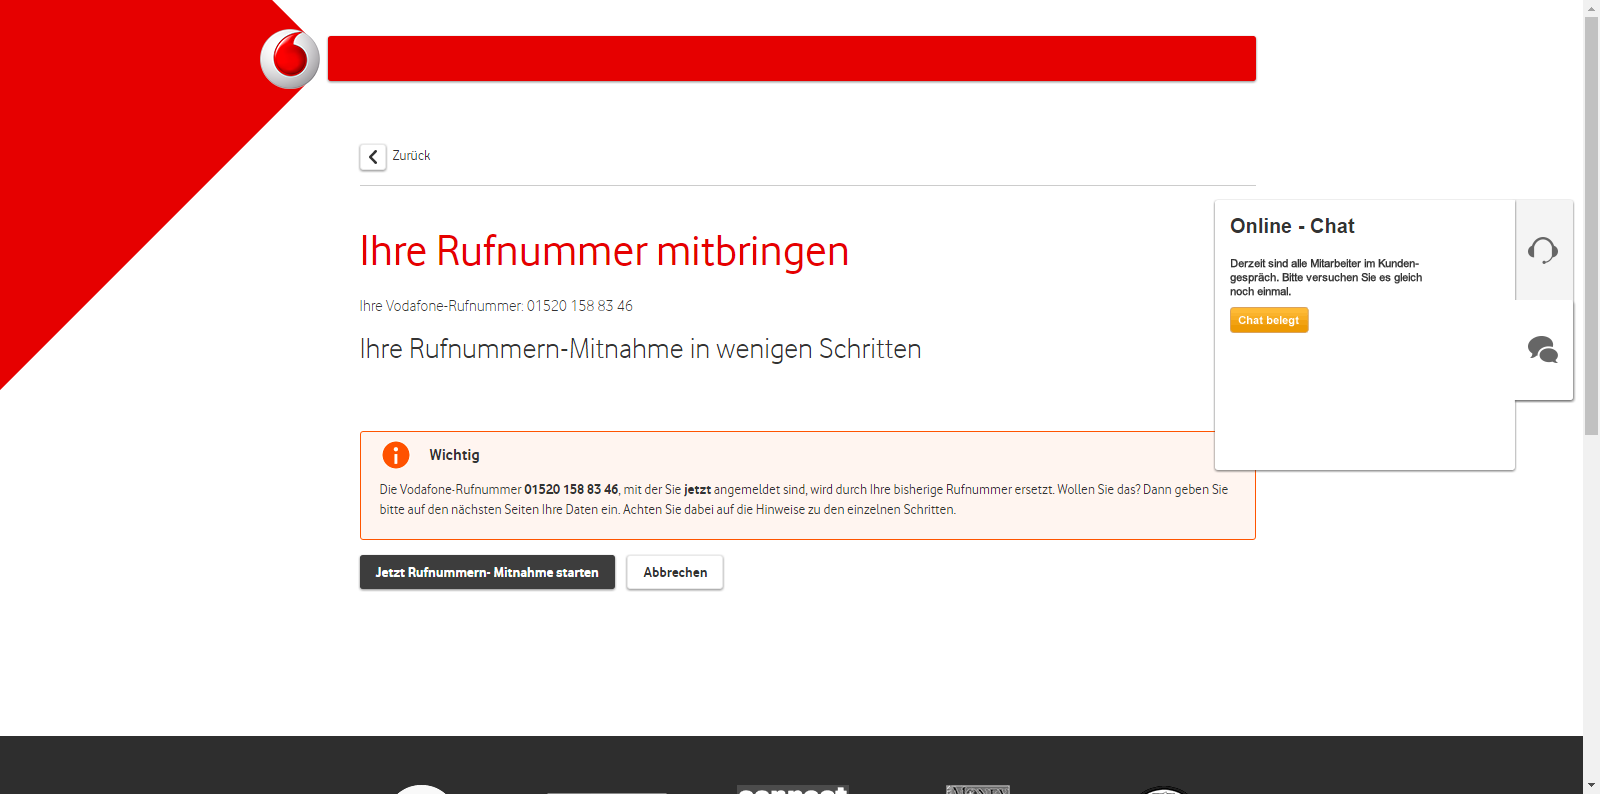 Zurück
Ihre Rufnummer mitbringen
Ihre Vodafone-Rufnummer: 01520 158 83 46
Ihre Rufnummern-Mitnahme in wenigen Schritten
Online - Chat
Derzeit sind alle Mitarbeiter im Kunden-
gespräch. Bitte versuchen Sie es gleich
noch einmal.
Chat belegt
Wichtig
Die Vodafone-Rufnummer 01520 158 83 46, mit der Sie jetzt angemeldet sind, wird durch Ihre bisherige Rufnummer ersetzt. Wollen Sie das? Dann geben Sie
bitte auf den nächsten Seiten Ihre Daten ein. Achten Sie dabei auf die Hinweise zu den einzelnen Schritten.
Jetzt Rufnummern- Mitnahme starten
Abbrechen
connect